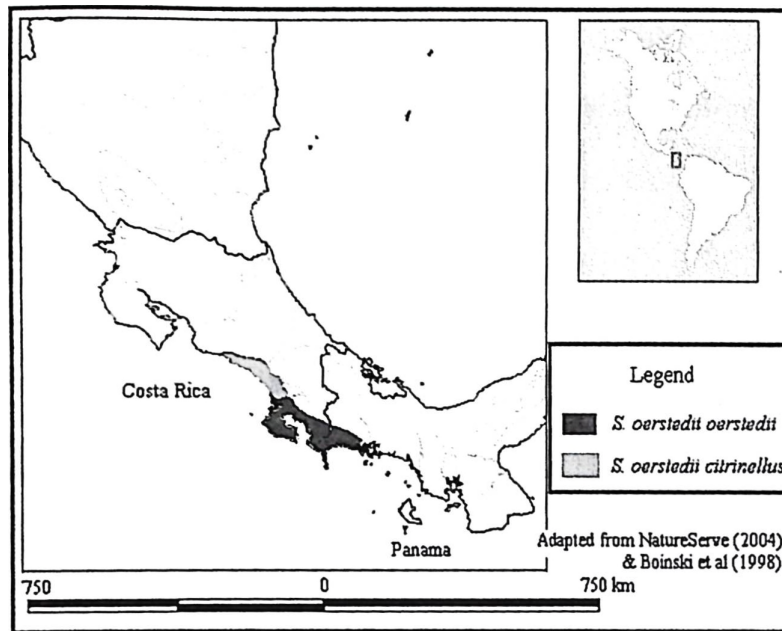 Costa Rica
Panama
Legend
S. oerstedii oerstedii
S. oerstedii citrinellus
Adapted from NatureServe (2004)
& Boinski et al (1998)
750 0 750 km